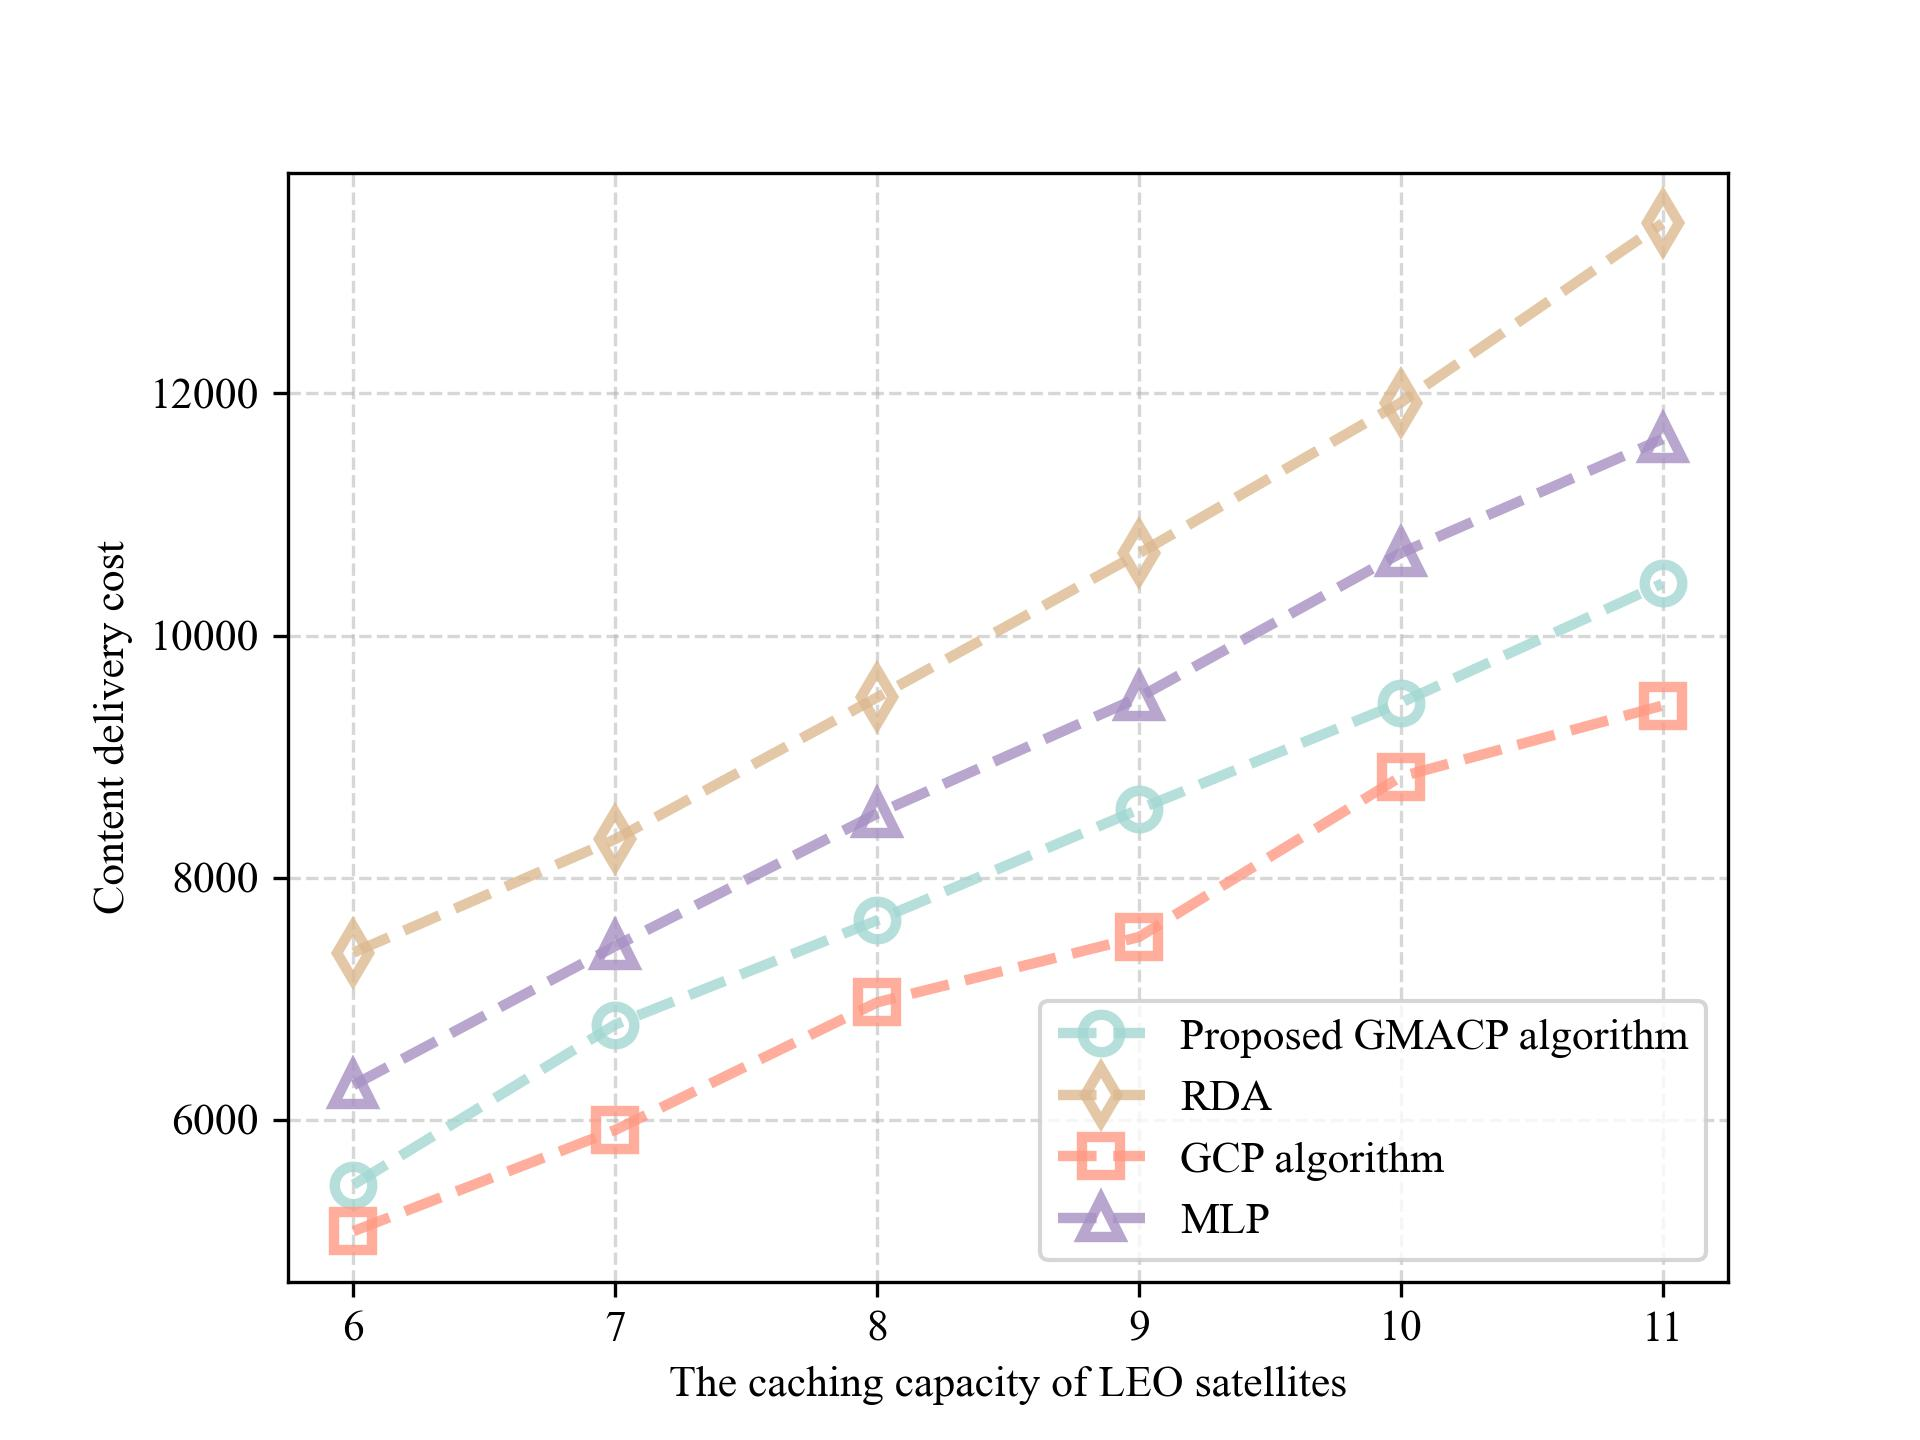 12000
10000
8000
6000
Content delivery cost
6 7 8 9 10 11
The caching capacity of LEO satellites
Proposed GMACP algorithm
RDA
GCP algorithm
MLP